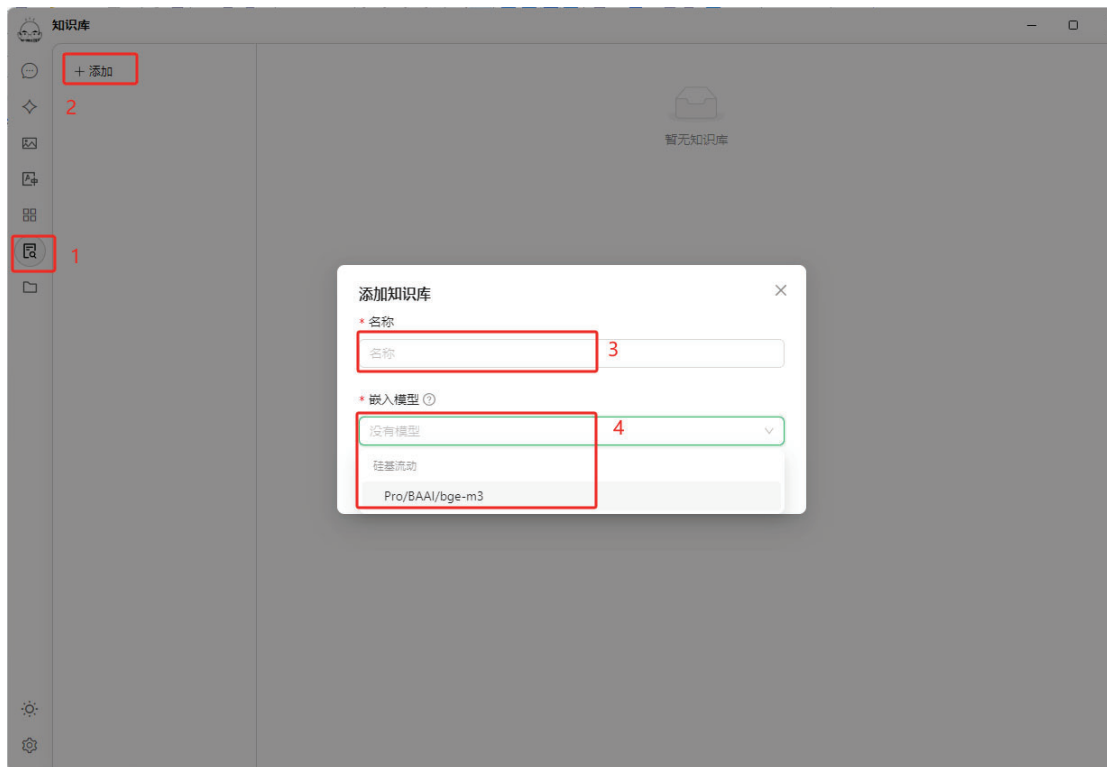 知识库
+ 添加
2
暂无知识库
1
添加知识库
* 名称
名称
3
* 嵌入模型
没有模型
4
硅基流动
Pro/BAAI/bge-m3